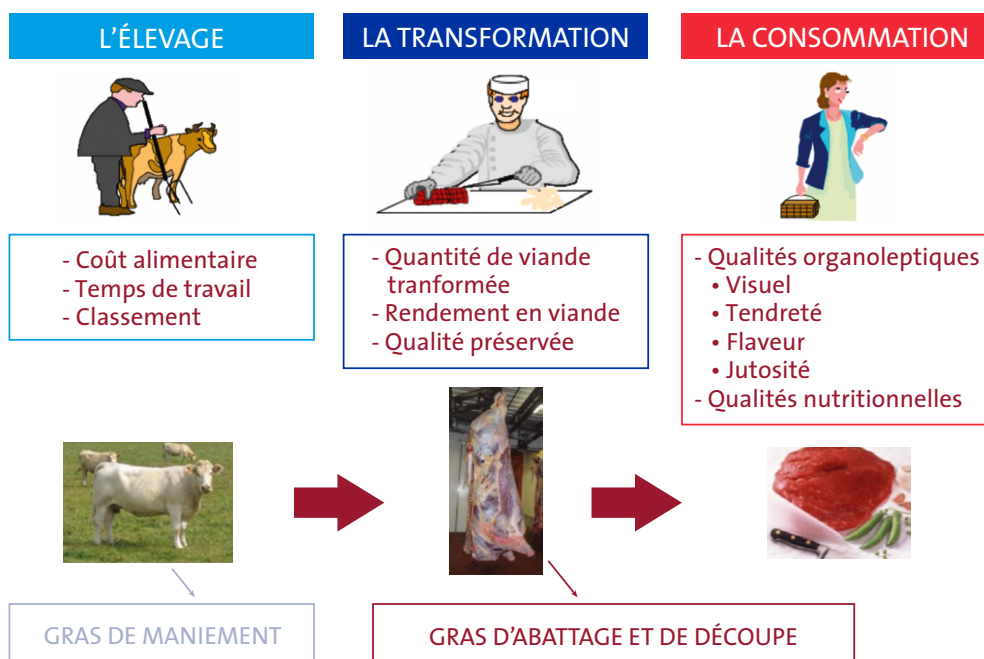 L'ÉLEVAGE
LA TRANSFORMATION
LA CONSOMMATION
- Coût alimentaire
- Temps de travail
- Classement
- Quantité de viande
tranformée
- Rendement en viande
- Qualité préservée
- Qualités organoleptiques
• Visuel
• Tendreté
• Flaveur
• Jutosité
- Qualités nutritionnelles
GRAS DE MANIEMENT
GRAS D'ABATTAGE ET DE DÉCOUPE